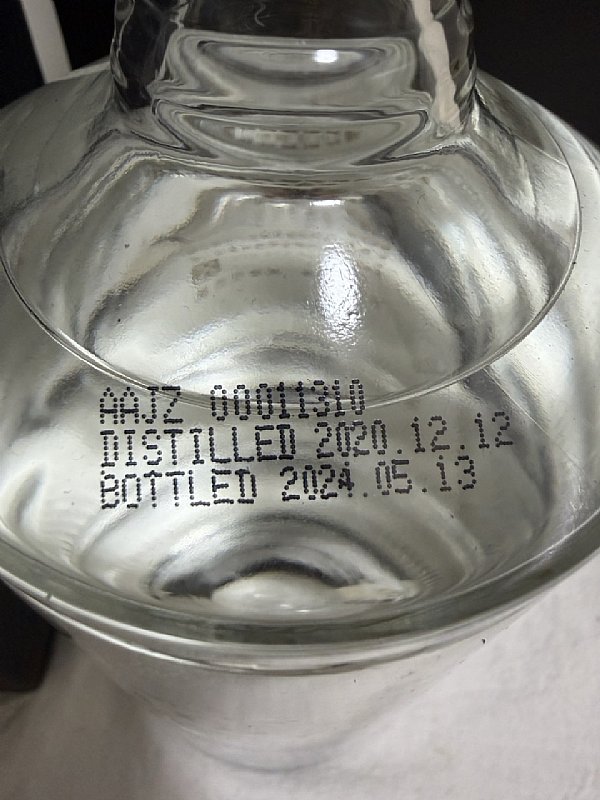 AAJZ 00011310
DISTILLED 2020.12.12
BOTTLED 2024.05.13